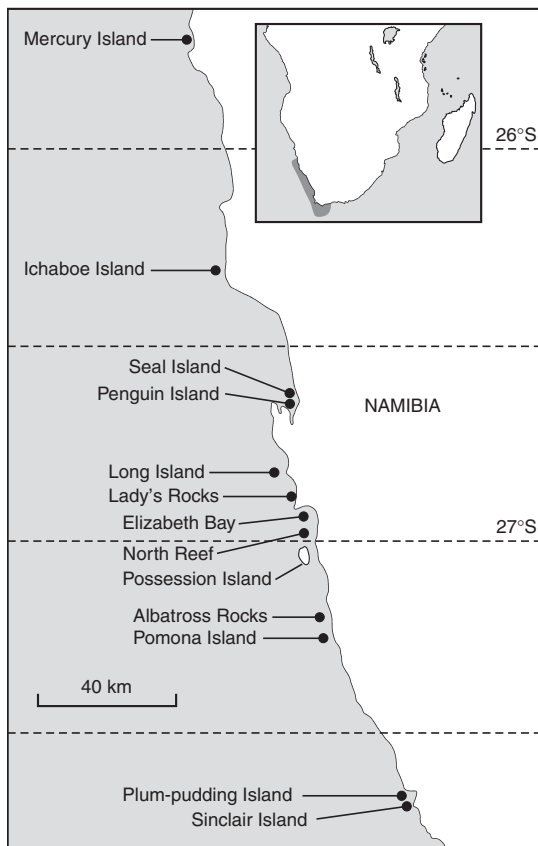 Mercury Island
26°S
Ichaboe Island
Seal Island
Penguin Island
NAMIBIA
Long Island
Lady's Rocks
Elizabeth Bay
27°S
North Reef
Possession Island
Albatross Rocks
Pomona Island
40 km
Plum-pudding Island
Sinclair Island